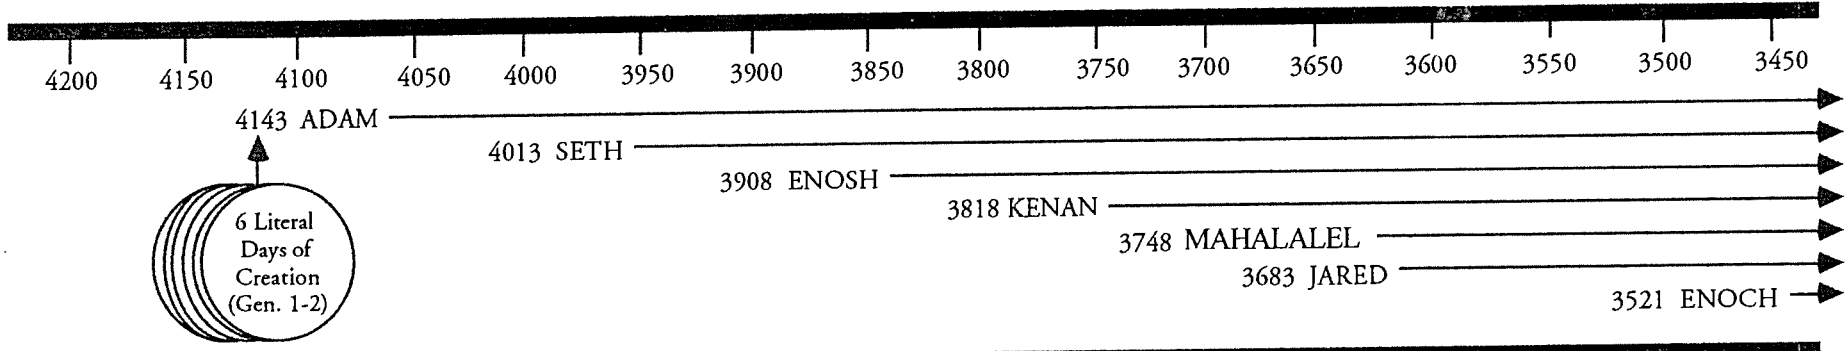 4200 4150 4100 4050 4000 3950 3900 3850 3800 3750 3700 3650 3600 3550 3500 3450
4143 ADAM
4013 SETH
3908 ENOSH
3818 KENAN
3748 MAHALALEL
3683 JARED
3521 ENOCH
6 Literal
Days of
Creation
(Gen. 1-2)